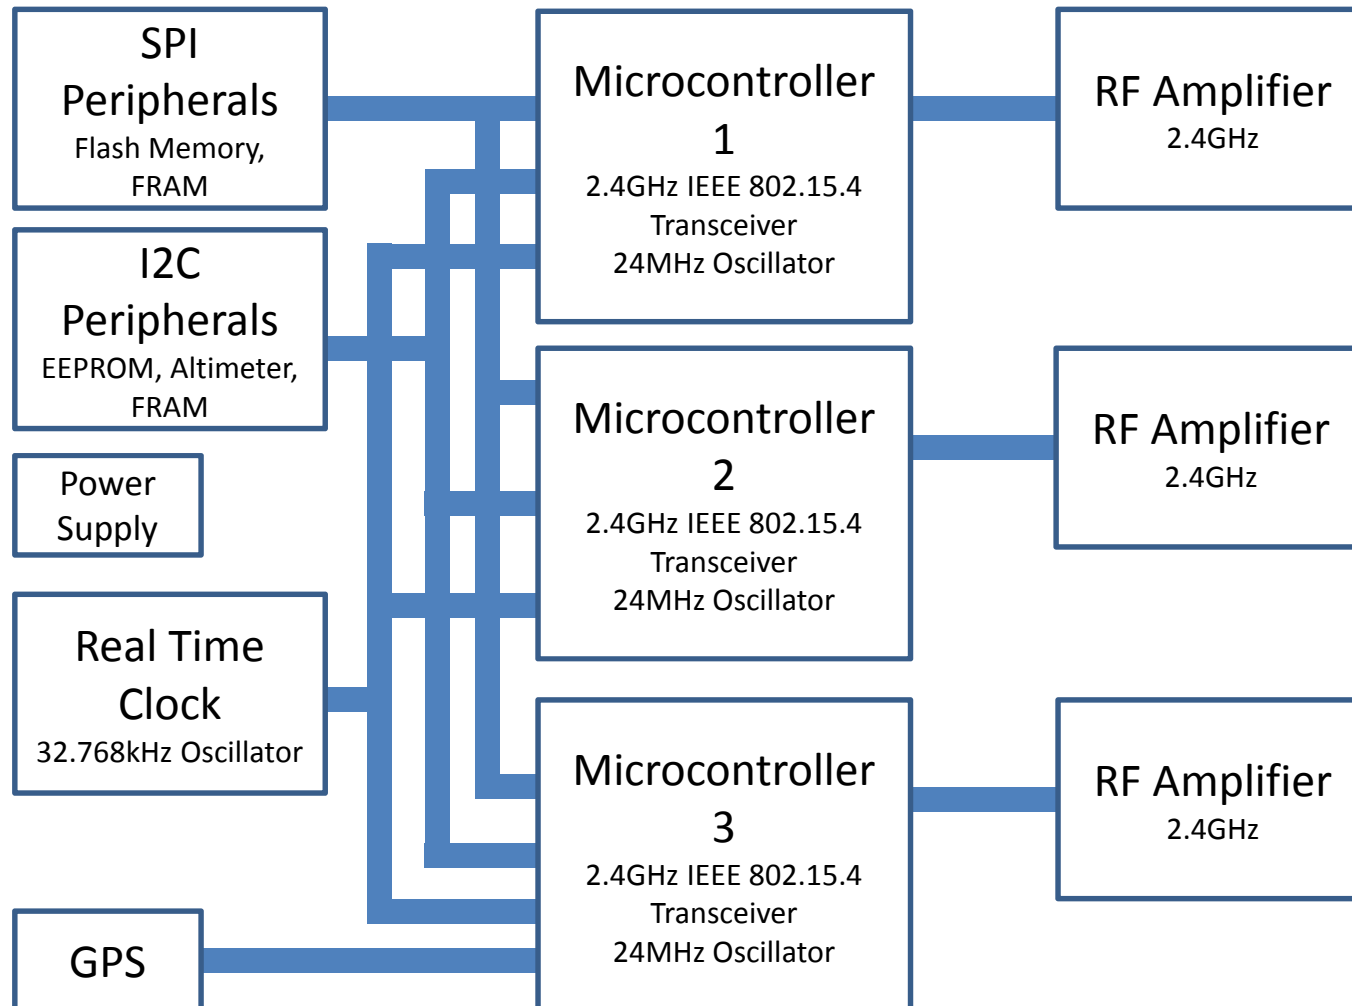 SPI
Peripherals
Flash Memory,
FRAM
I2C
Peripherals
EEPROM, Altimeter,
FRAM
Power
Supply
Real Time
Clock
32.768kHz Oscillator
GPS
Microcontroller
1
2.4GHz IEEE 802.15.4
Transceiver
24MHz Oscillator
Microcontroller
2
2.4GHz IEEE 802.15.4
Transceiver
24MHz Oscillator
Microcontroller
3
2.4GHz IEEE 802.15.4
Transceiver
24MHz Oscillator
RF Amplifier
2.4GHz
RF Amplifier
2.4GHz
RF Amplifier
2.4GHz